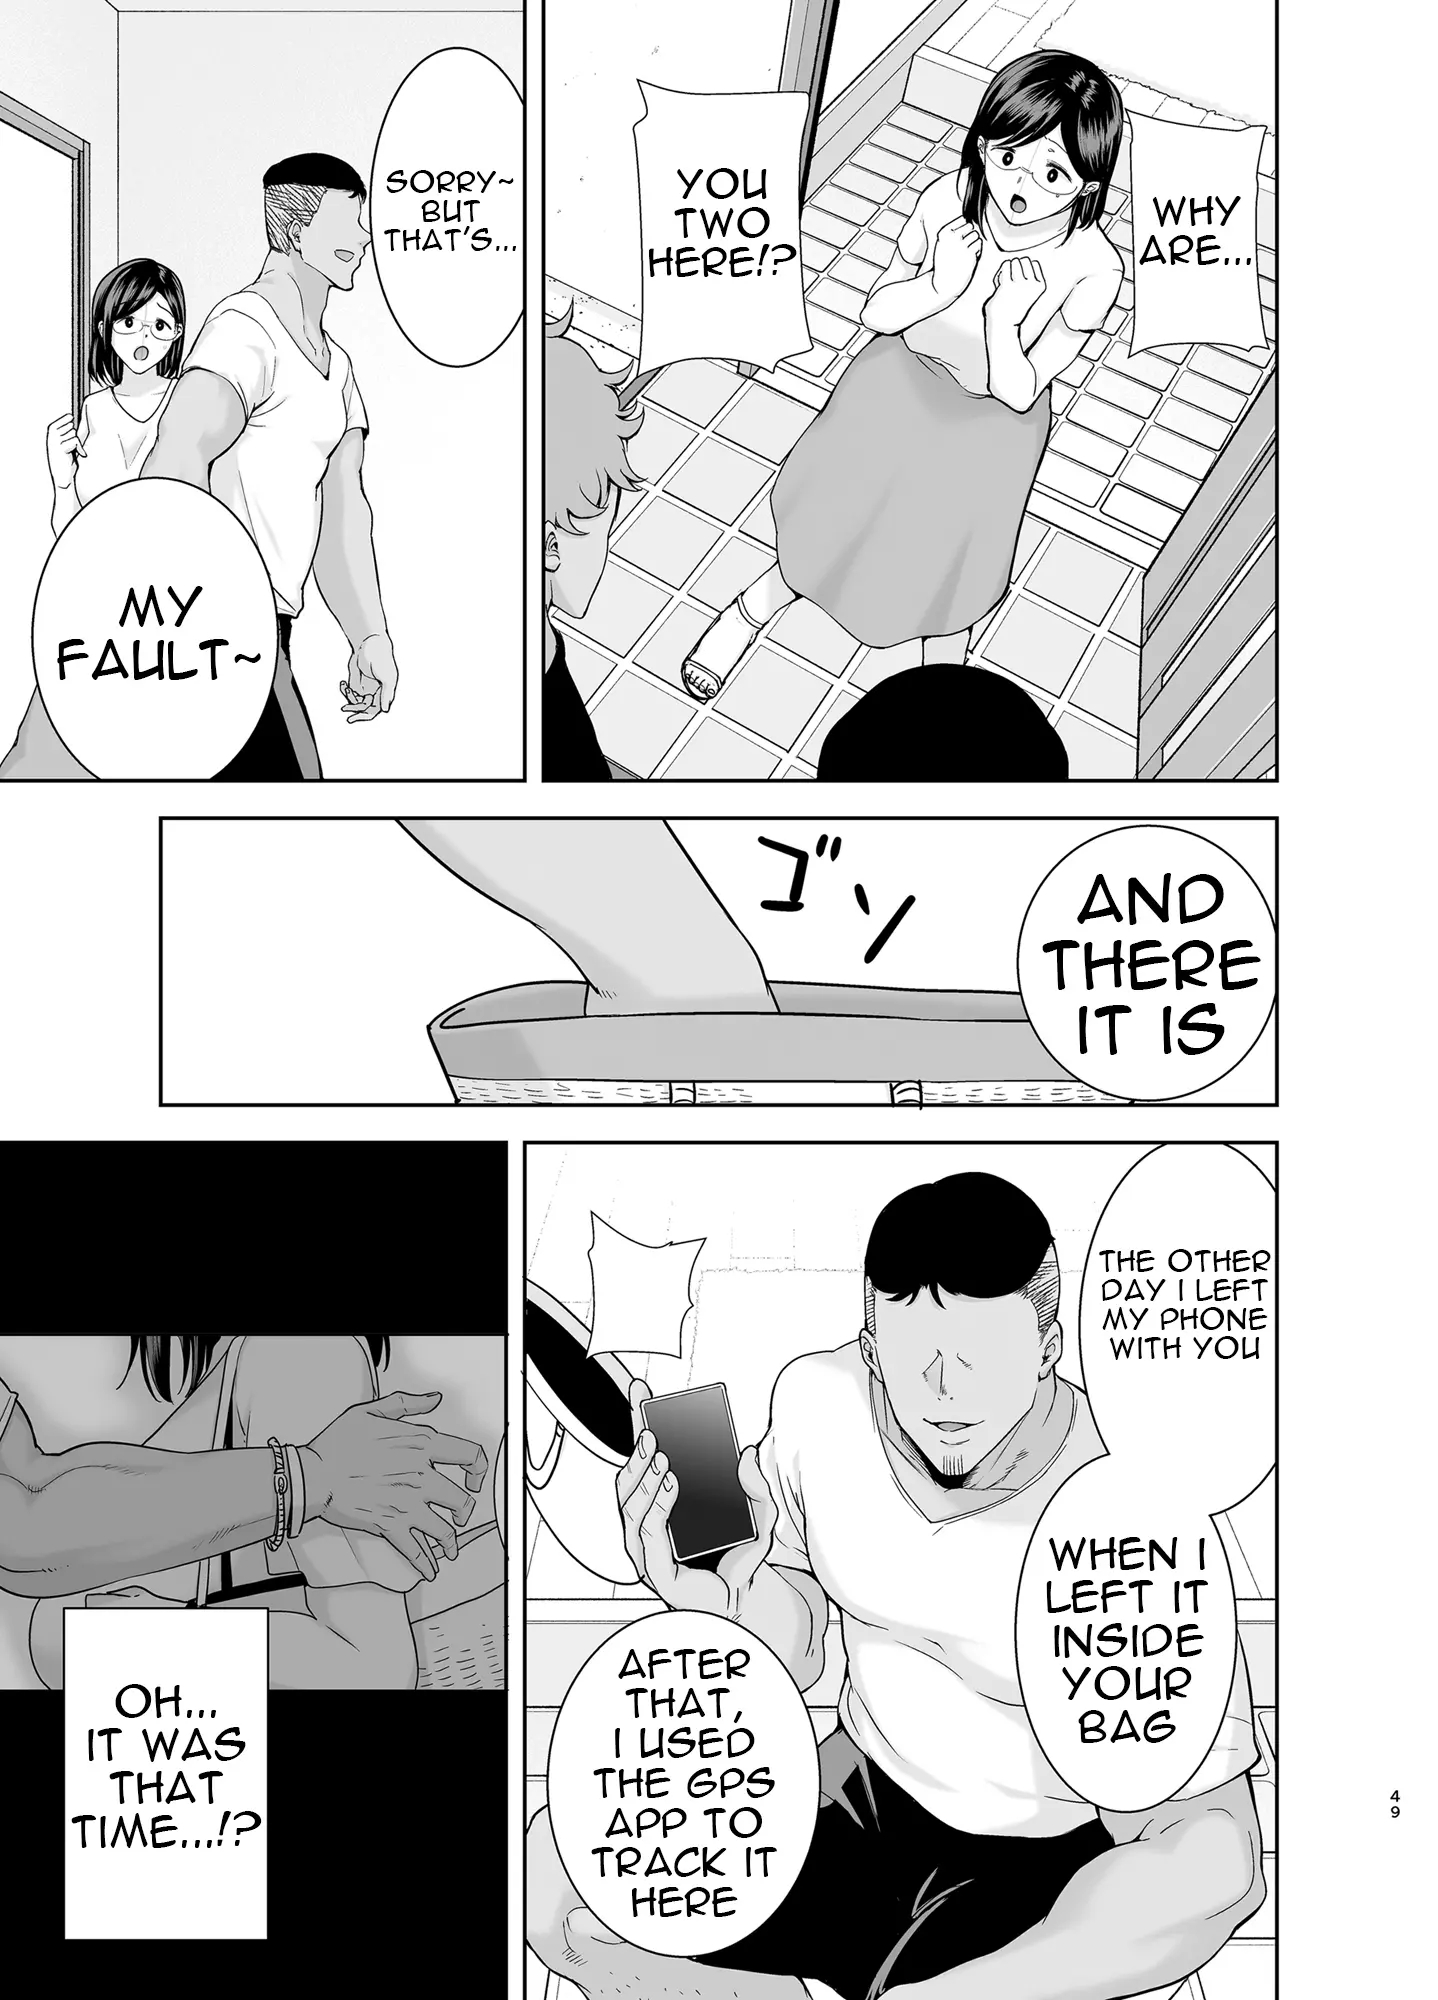 WHY
ARE...
YOU
TWO
HERE!?
SORRY~
BUT
THAT'S...
MY
FAULT~
AND
THERE
IT IS
ゴソ
THE OTHER
DAY I LEFT
MY PHONE
WITH YOU
WHEN I
LEFT IT
INSIDE
YOUR
BAG
AFTER
THAT,
I USED
THE GPS
APP TO
TRACK IT
HERE
OH...
IT WAS
THAT
TIME...!?
49